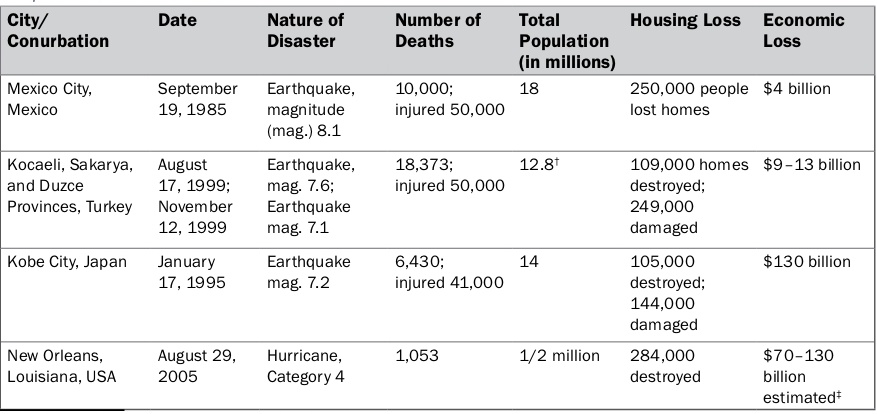 City/ Conurbation Date Nature of Disaster Number of Deaths Total Population (in millions) Housing Loss Economic Loss
Mexico City, Mexico September 19, 1985 Earthquake, magnitude (mag.) 8.1 10,000; injured 50,000 18 250,000 people lost homes $4 billion
Kocaeli, Sakarya, and Duzce Provinces, Turkey August 17, 1999; November 12, 1999 Earthquake, mag. 7.6; Earthquake mag. 7.1 18,373; injured 50,000 12.8† 109,000 homes destroyed; 249,000 damaged $9–13 billion
Kobe City, Japan January 17, 1995 Earthquake mag. 7.2 6,430; injured 41,000 14 105,000 destroyed; 144,000 damaged $130 billion
New Orleans, Louisiana, USA August 29, 2005 Hurricane, Category 4 1,053 1/2 million 284,000 destroyed $70–130 billion estimated‡